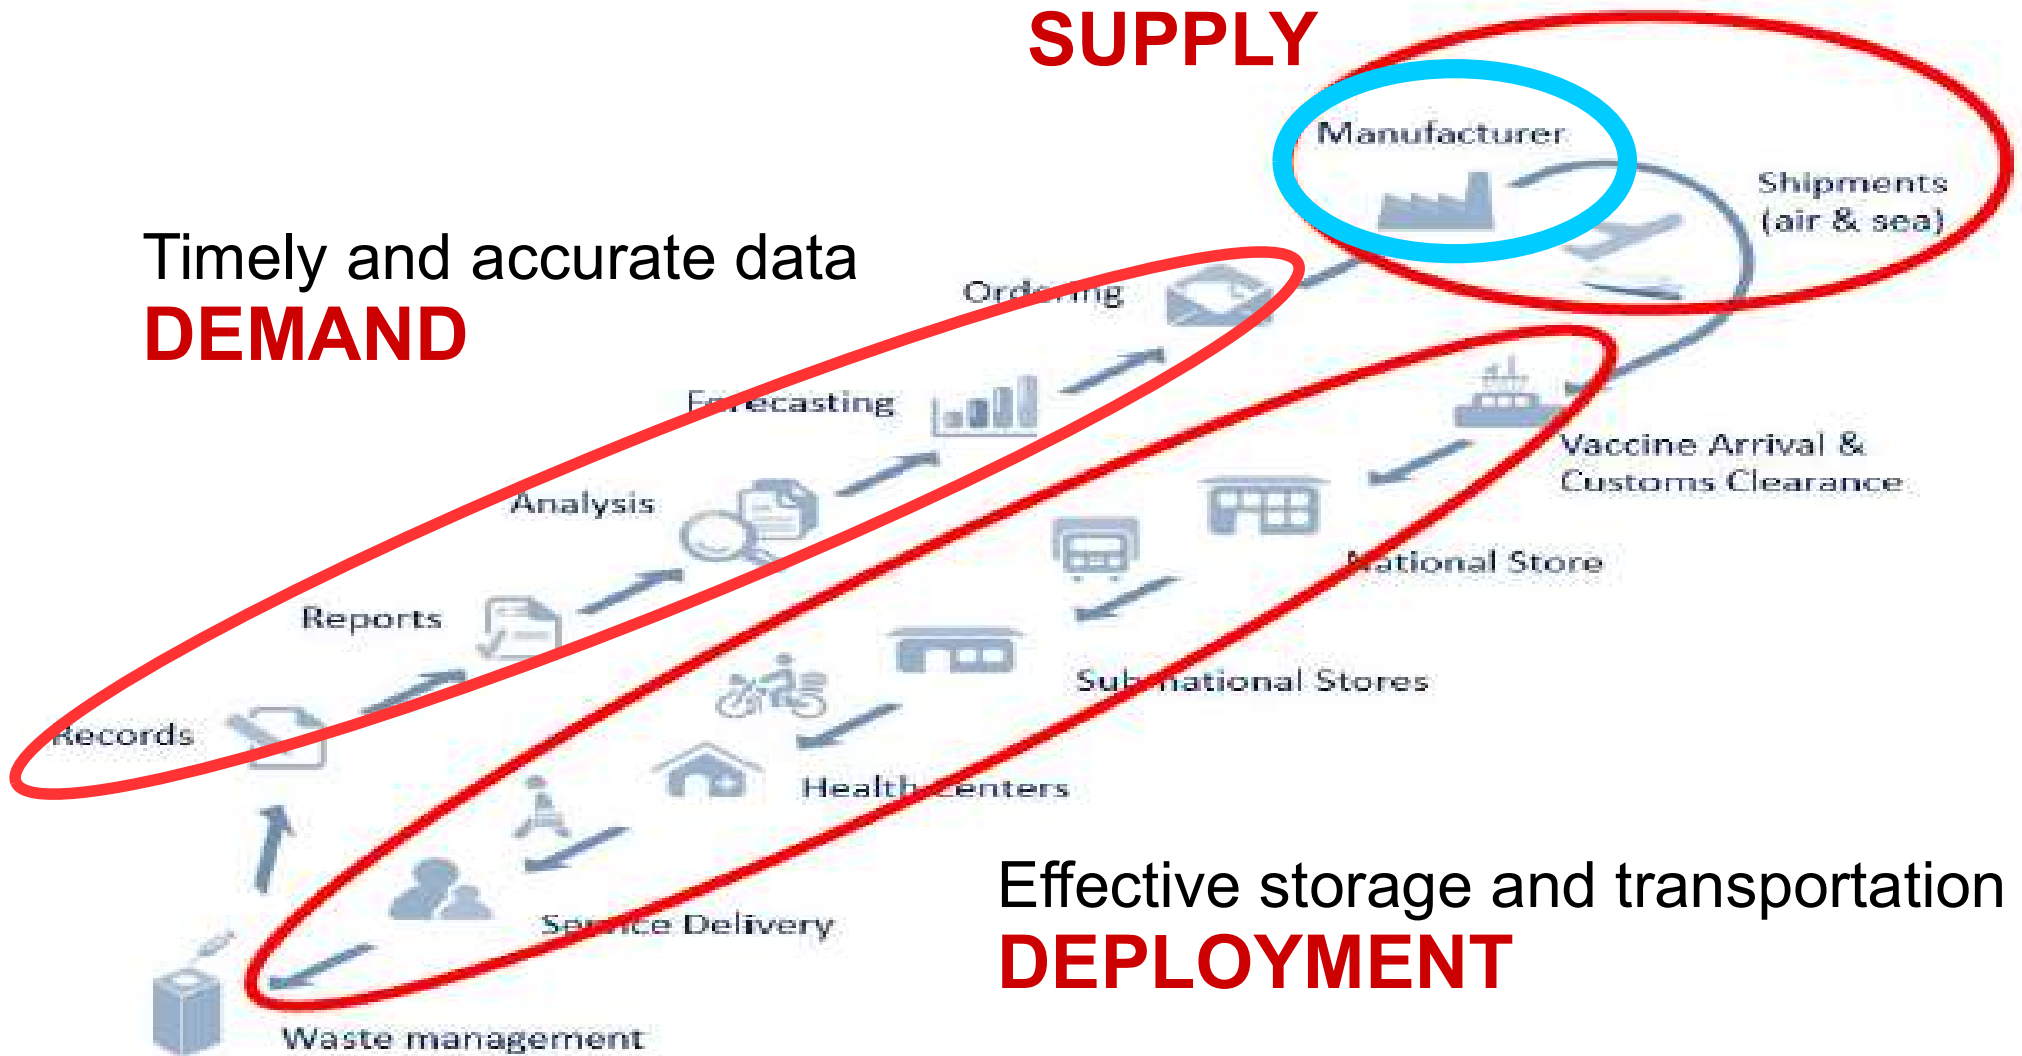 SUPPLY
Manufacturer
Shipments
(air & sea)
Timely and accurate data
DEMAND
Ordering
Forecasting
Analysis
Reports
Records
Vaccine Arrival &
Customs Clearance
National Store
Sub-national Stores
Health Centers
Service Delivery
Waste management
Effective storage and transportation
DEPLOYMENT